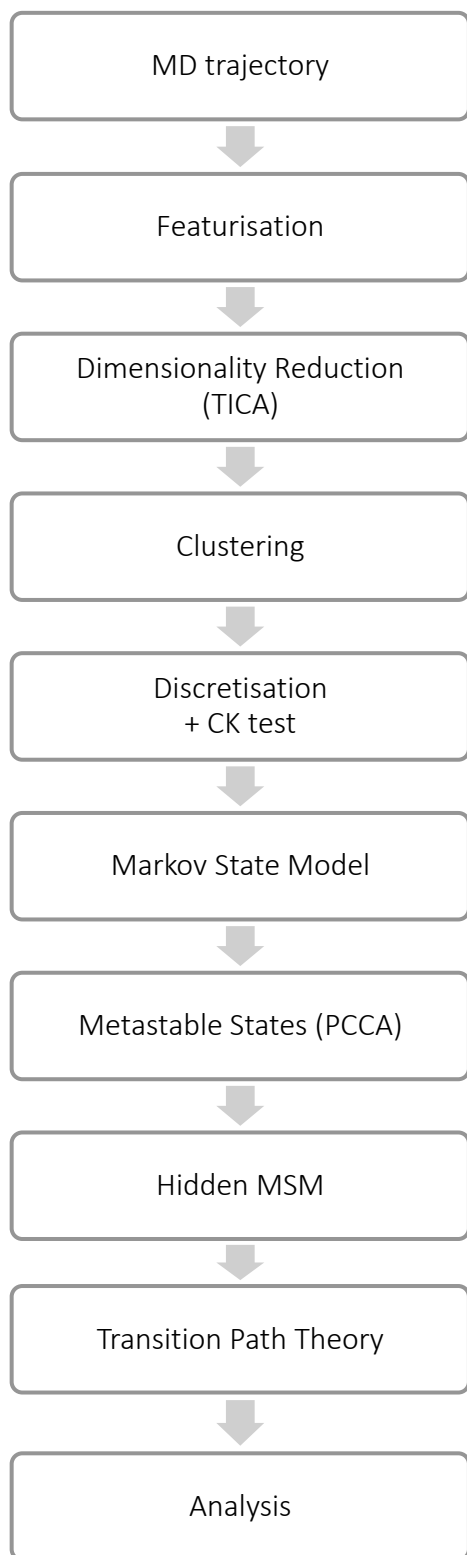 MD trajectory
Featurisation
Dimensionality Reduction
(TICA)
Clustering
Discretisation
+ CK test
Markov State Model
Metastable States (PCCA)
Hidden MSM
Transition Path Theory
Analysis